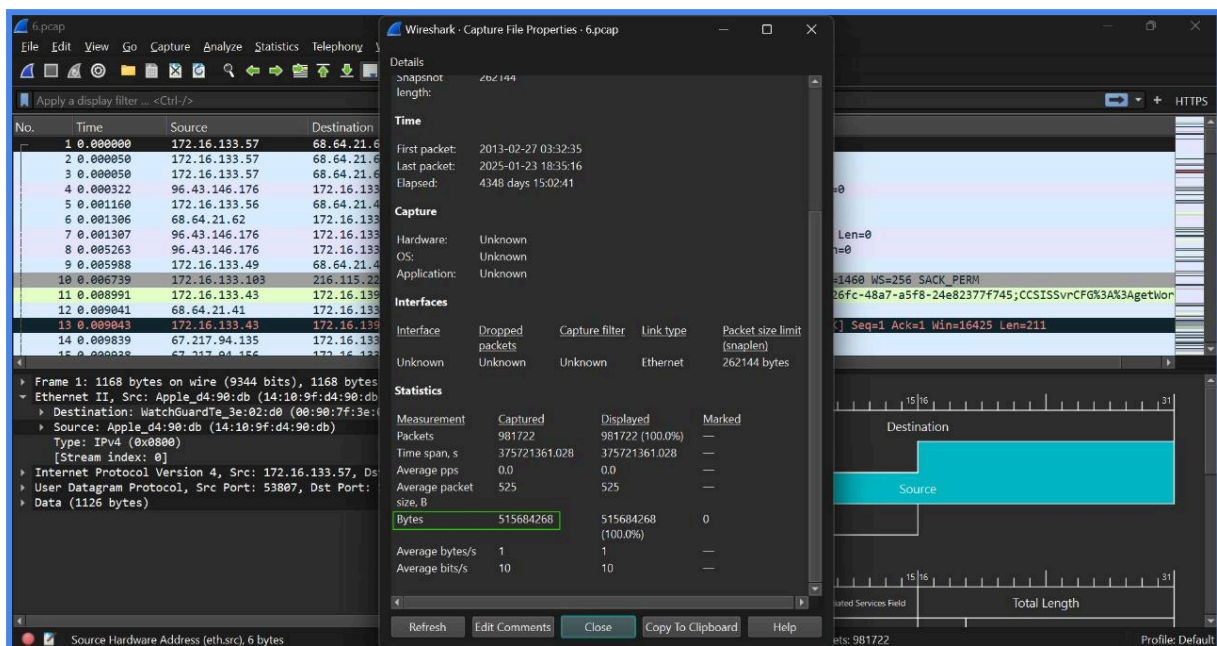 6.pcap
File Edit View Go Capture Analyze Statistics Telephony
Apply a display filter ... <Ctrl-/>
HTTPS
No. Time Source Destination
1 0.000000 172.16.133.57 68.64.21.6
2 0.000050 172.16.133.57 68.64.21.6
3 0.000050 172.16.133.57 68.64.21.6
4 0.000322 96.43.146.176 172.16.133
=0
5 0.001160 172.16.133.56 68.64.21.4
6 0.001306 68.64.21.62 172.16.133
7 0.001307 96.43.146.176 172.16.133
Len=0
8 0.005263 96.43.146.176 172.16.133
=0
9 0.005988 172.16.133.49 68.64.21.4
10 0.006739 172.16.133.103 216.115.22
=1460 WS=256 SACK_PERM
11 0.008991 172.16.133.43 172.16.139
26fc-48a7-a5f8-24e82377f745;CCSISSvrCFG%3A%3AgetWor
12 0.009041 68.64.21.41 172.16.133
13 0.009043 172.16.133.43 172.16.139
] Seq=1 Ack=1 Win=16425 Len=211
14 0.009839 67.217.94.135 172.16.133
Frame 1: 1168 bytes on wire (9344 bits), 1168 bytes
Ethernet II, Src: Apple_d4:90:db (14:10:9f:d4:90:db
Destination: WatchGuardTe_3e:02:d0 (00:90:7f:3e:
Source: Apple_d4:90:db (14:10:9f:d4:90:db)
Type: IPv4 (0x0800)
[Stream index: 0]
Internet Protocol Version 4, Src: 172.16.133.57, Ds
User Datagram Protocol, Src Port: 53807, Dst Port:
Data (1126 bytes)
Source Hardware Address (eth.src), 6 bytes
Wireshark · Capture File Properties · 6.pcap
Details
Snapshot 262144
length:
Time
First packet: 2013-02-27 03:32:35
Last packet: 2025-01-23 18:35:16
Elapsed: 4348 days 15:02:41
Capture
Hardware: Unknown
OS: Unknown
Application: Unknown
Interfaces
Interface Dropped packets Capture filter Link type Packet size limit (snaplen)
Unknown Unknown Unknown Ethernet 262144 bytes
Statistics
Measurement Captured Displayed Marked
Packets 981722 981722 (100.0%) —
Time span, s 375721361.028 375721361.028 —
Average pps 0.0 0.0 —
Average packet size, B 525 525 —
Bytes 515684268 515684268 (100.0%) 0
Average bytes/s 1 1 —
Average bits/s 10 10 —
Refresh Edit Comments Close Copy To Clipboard Help
15 16 31
Destination
Source
15 16 31
Services Field Total Length
ets: 981722 Profile: Default